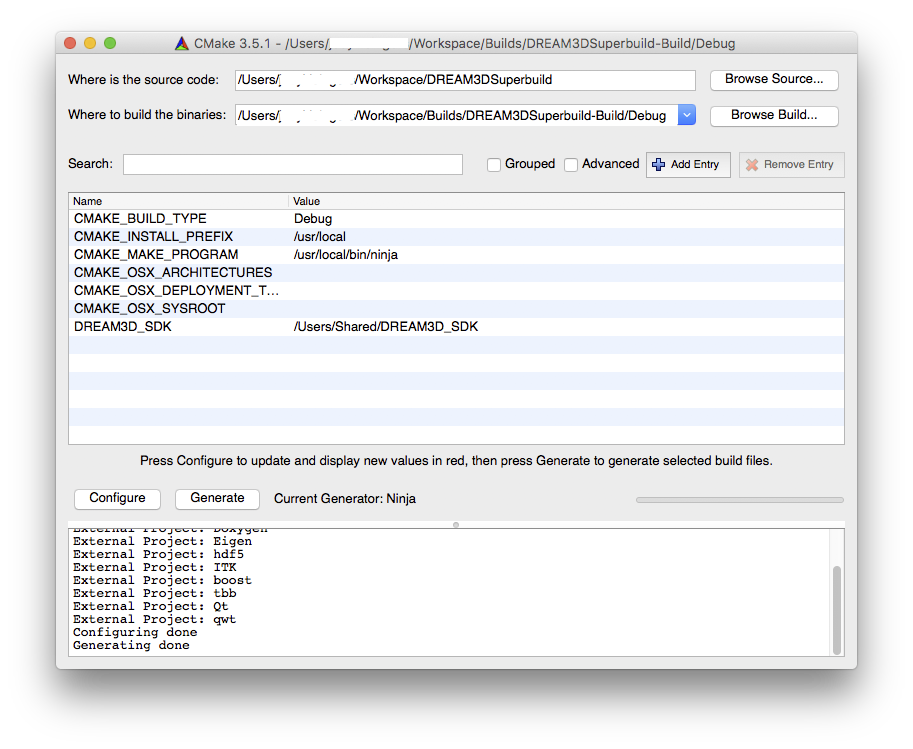 CMake 3.5.1 - /Users/ /Workspace/Builds/DREAM3DSuperbuild-Build/Debug
Where is the source code: /Users/ /Workspace/DREAM3DSuperbuild Browse Source...
Where to build the binaries: /Users/ /Workspace/Builds/DREAM3DSuperbuild-Build/Debug Browse Build...
Search: Grouped Advanced Add Entry Remove Entry
Name Value
CMAKE_BUILD_TYPE Debug
CMAKE_INSTALL_PREFIX /usr/local
CMAKE_MAKE_PROGRAM /usr/local/bin/ninja
CMAKE_OSX_ARCHITECTURES
CMAKE_OSX_DEPLOYMENT_T...
CMAKE_OSX_SYSROOT
DREAM3D_SDK /Users/Shared/DREAM3D_SDK
Press Configure to update and display new values in red, then press Generate to generate selected build files.
Configure Generate Current Generator: Ninja
External Project: Doxygen
External Project: Eigen
External Project: hdf5
External Project: ITK
External Project: boost
External Project: tbb
External Project: Qt
External Project: qwt
Configuring done
Generating done